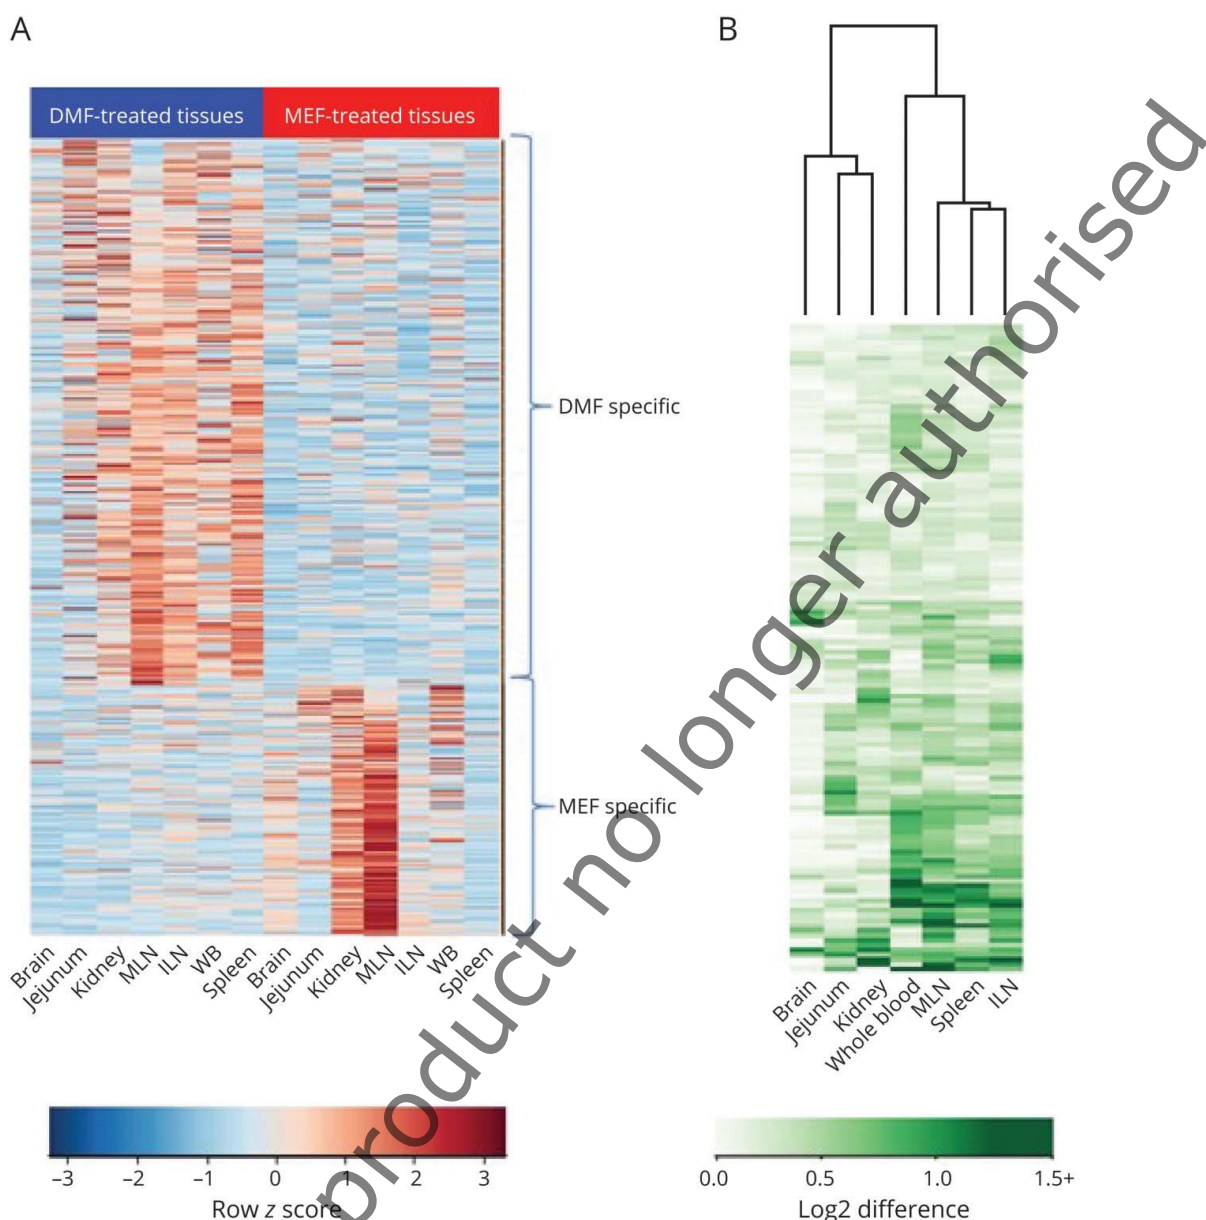 A
B
DMF-treated tissues
MEF-treated tissues
DMF specific
MEF specific
Brain
Jejunum
Kidney
MLN
ILN
WB
Spleen
Brain
Jejunum
Kidney
MLN
ILN
WB
Spleen
Brain
Jejunum
Kidney
Whole blood
MLN
Spleen
ILN
–3 –2 –1 0 1 2 3
Row z score
0.0 0.5 1.0 1.5+
Log2 difference
product no longer authorised